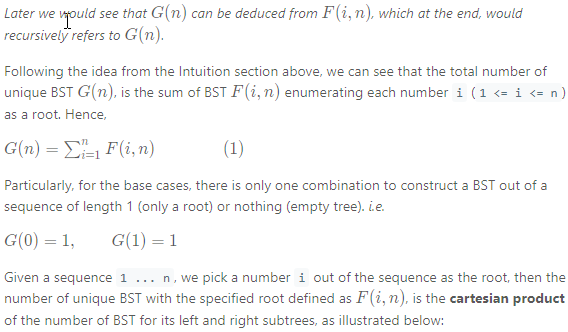 Later we would see that G(n) can be deduced from F(i, n), which at the end, would
recursively refers to G(n).
Following the idea from the Intuition section above, we can see that the total number of
unique BST G(n), is the sum of BST F(i, n) enumerating each number i (1 <= i <= n)
as a root. Hence,
G(n) = ∑ⁿᵢ₌₁ F(i, n) (1)
Particularly, for the base cases, there is only one combination to construct a BST out of a
sequence of length 1 (only a root) or nothing (empty tree). i.e.
G(0) = 1, G(1) = 1
Given a sequence 1 ... n, we pick a number i out of the sequence as the root, then the
number of unique BST with the specified root defined as F(i, n), is the cartesian product
of the number of BST for its left and right subtrees, as illustrated below: